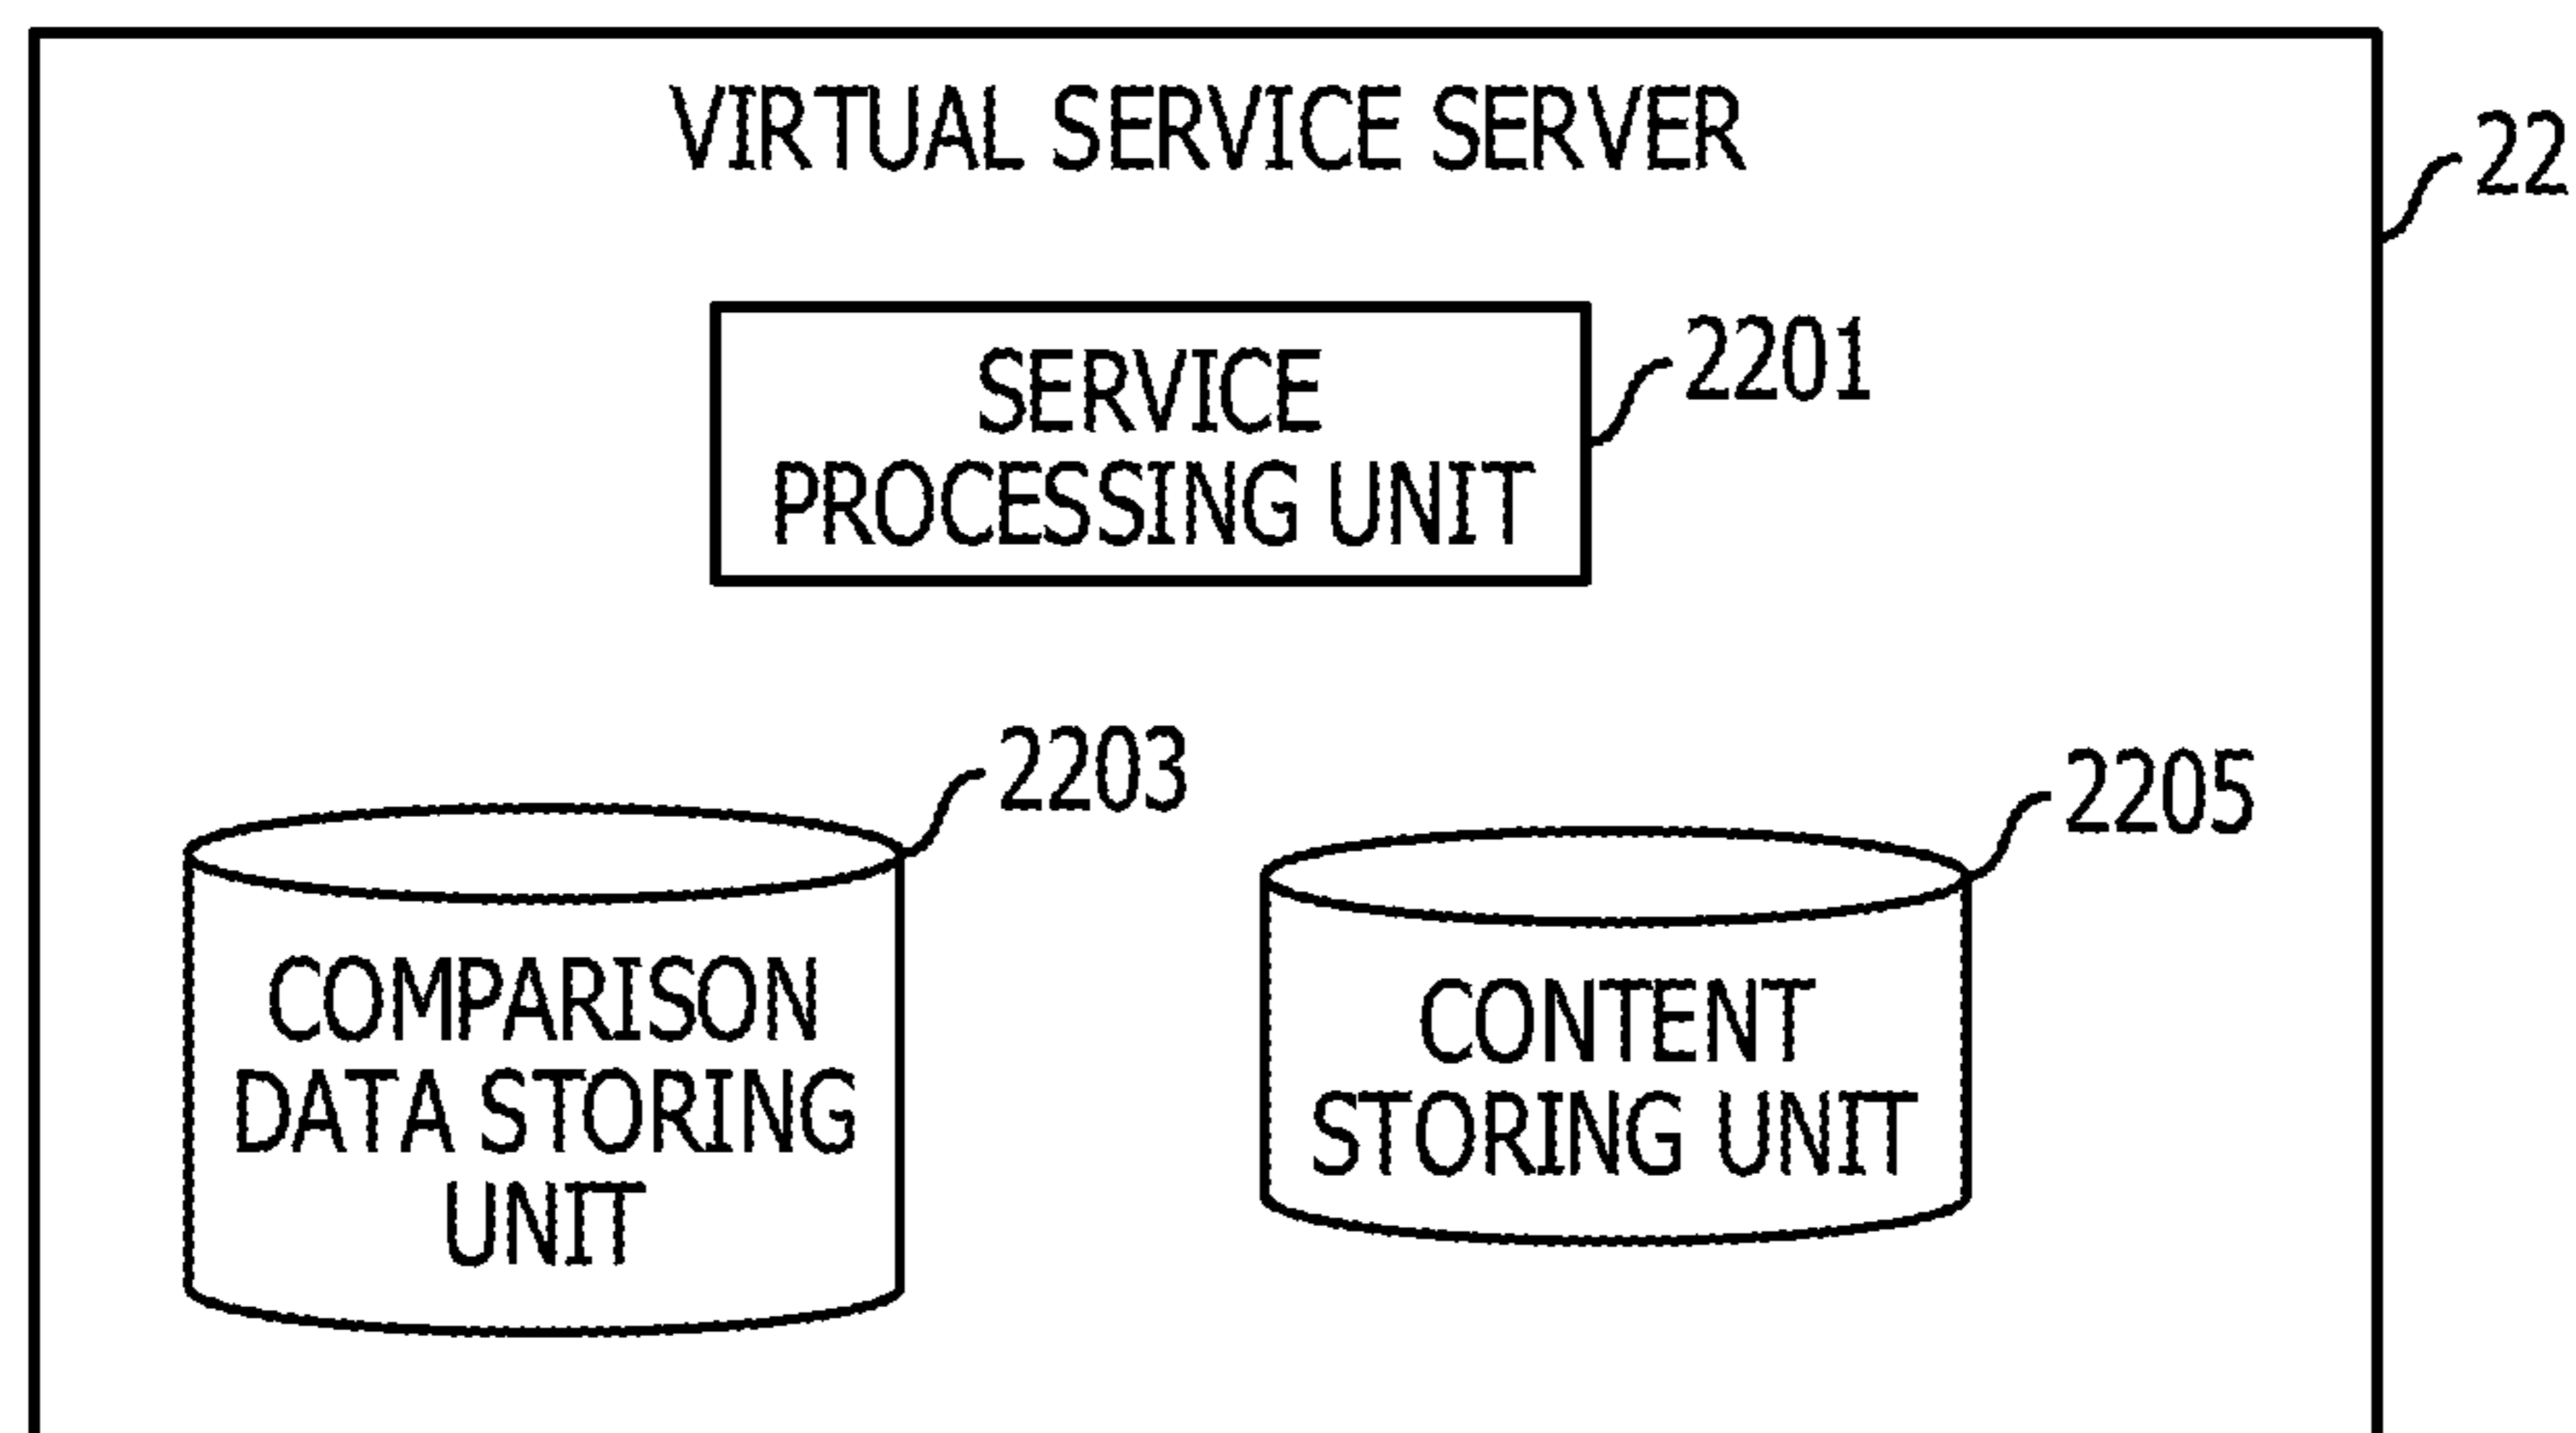 VIRTUAL SERVICE SERVER
22
SERVICE
PROCESSING UNIT
2201
2203
COMPARISON
DATA STORING
UNIT
2205
CONTENT
STORING UNIT